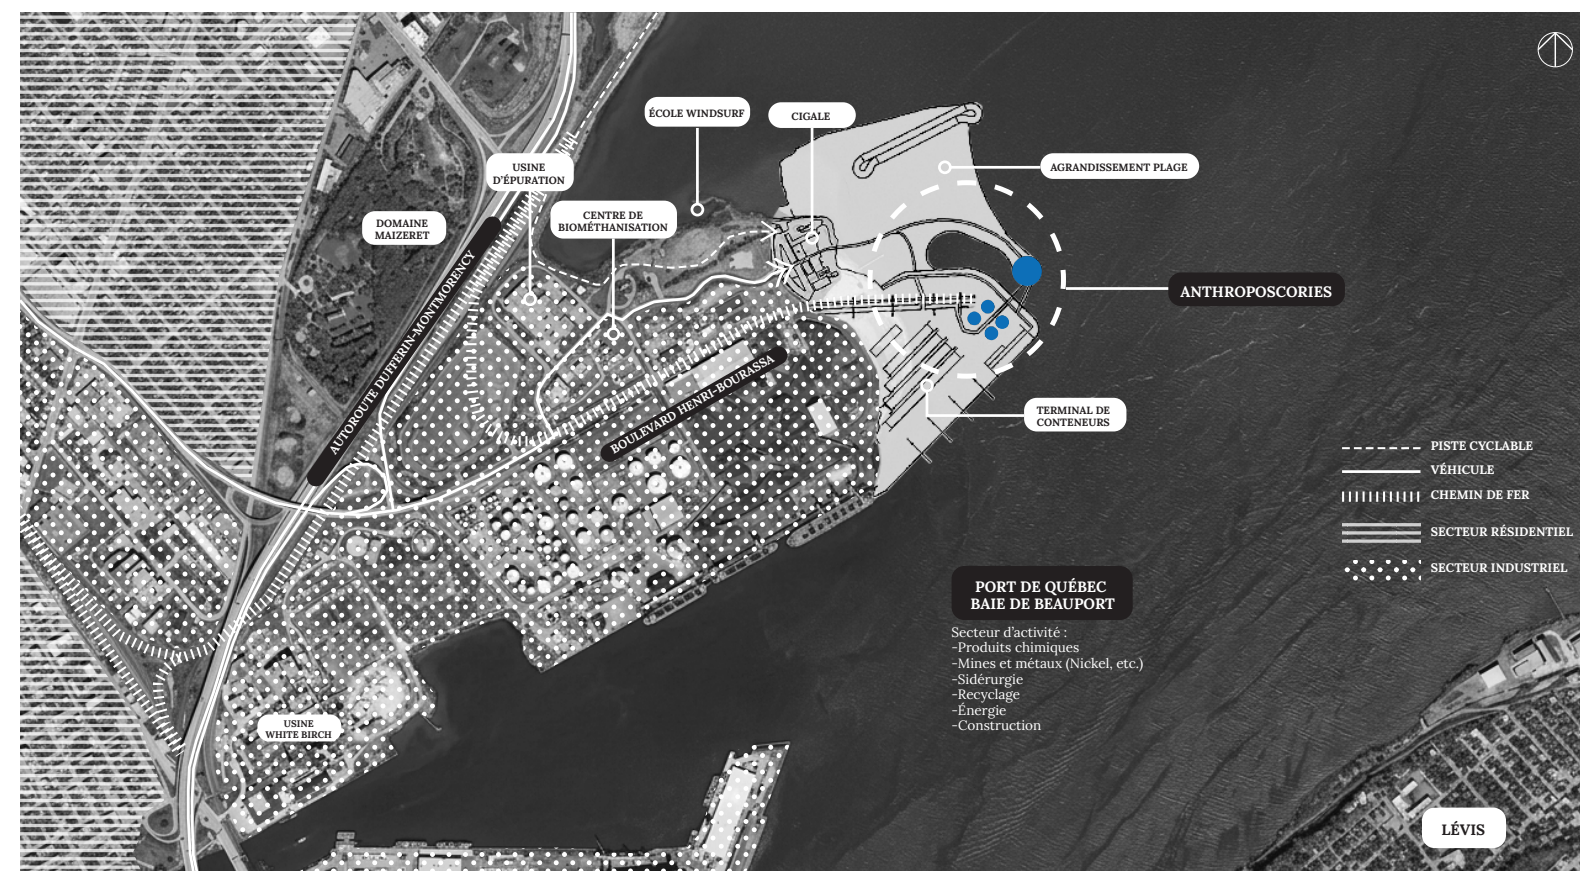 ÉCOLE WINDSURF
CIGALE
USINE
D'ÉPURATION
AGRANDISSEMENT PLAGE
DOMAINE
MAIZERET
CENTRE DE
BIOMÉTHANISATION
AUTOROUTE DUFFERIN-MONTMORENCY
ANTHROPOSCORIES
BOULEVARD HENRI-BOURASSA
TERMINAL DE
CONTENEURS
PISTE CYCLABLE
VÉHICULE
CHEMIN DE FER
SECTEUR RÉSIDENTIEL
SECTEUR INDUSTRIEL
PORT DE QUÉBEC
BAIE DE BEAUPORT
Secteur d'activité :
-Produits chimiques
-Mines et métaux (Nickel, etc.)
-Sidérurgie
-Recyclage
-Énergie
-Construction
USINE
WHITE BIRCH
LÉVIS